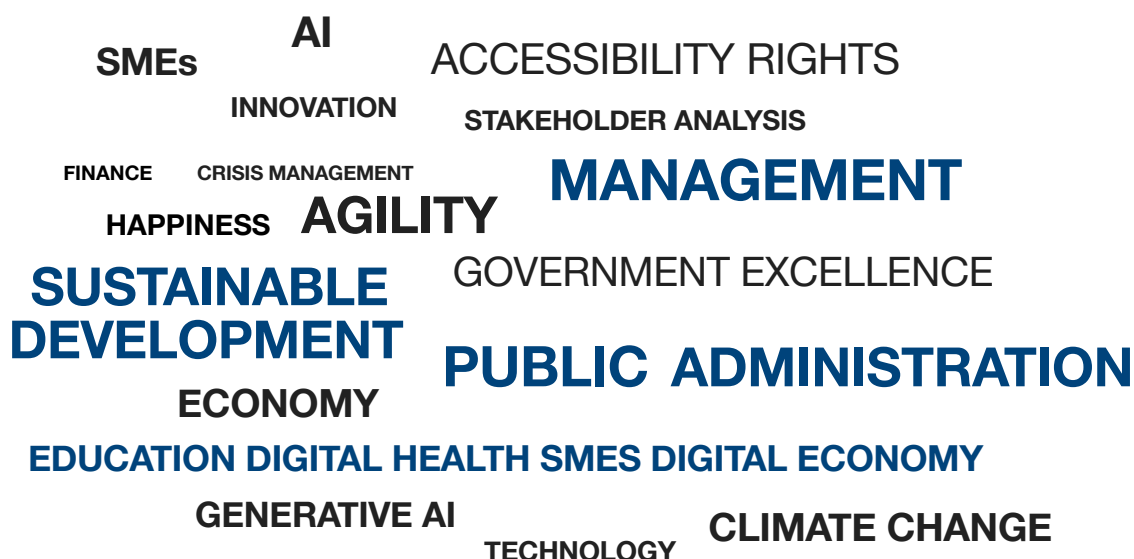 AI
SMEs
ACCESSIBILITY RIGHTS
INNOVATION
STAKEHOLDER ANALYSIS
FINANCE
CRISIS MANAGEMENT
MANAGEMENT
HAPPINESS
AGILITY
GOVERNMENT EXCELLENCE
SUSTAINABLE
DEVELOPMENT
PUBLIC ADMINISTRATION
ECONOMY
EDUCATION DIGITAL HEALTH SMES DIGITAL ECONOMY
GENERATIVE AI
CLIMATE CHANGE
TECHNOLOGY